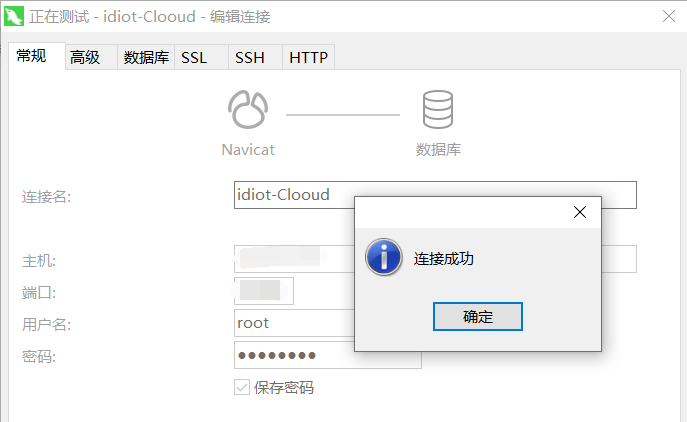 正在测试 - idiot-Clooud - 编辑连接
常规 高级 数据库 SSL SSH HTTP
Navicat 数据库
连接名: idiot-Clooud
主机:
端口:
用户名: root
密码: ●●●●●●●●
保存密码
连接成功
确定